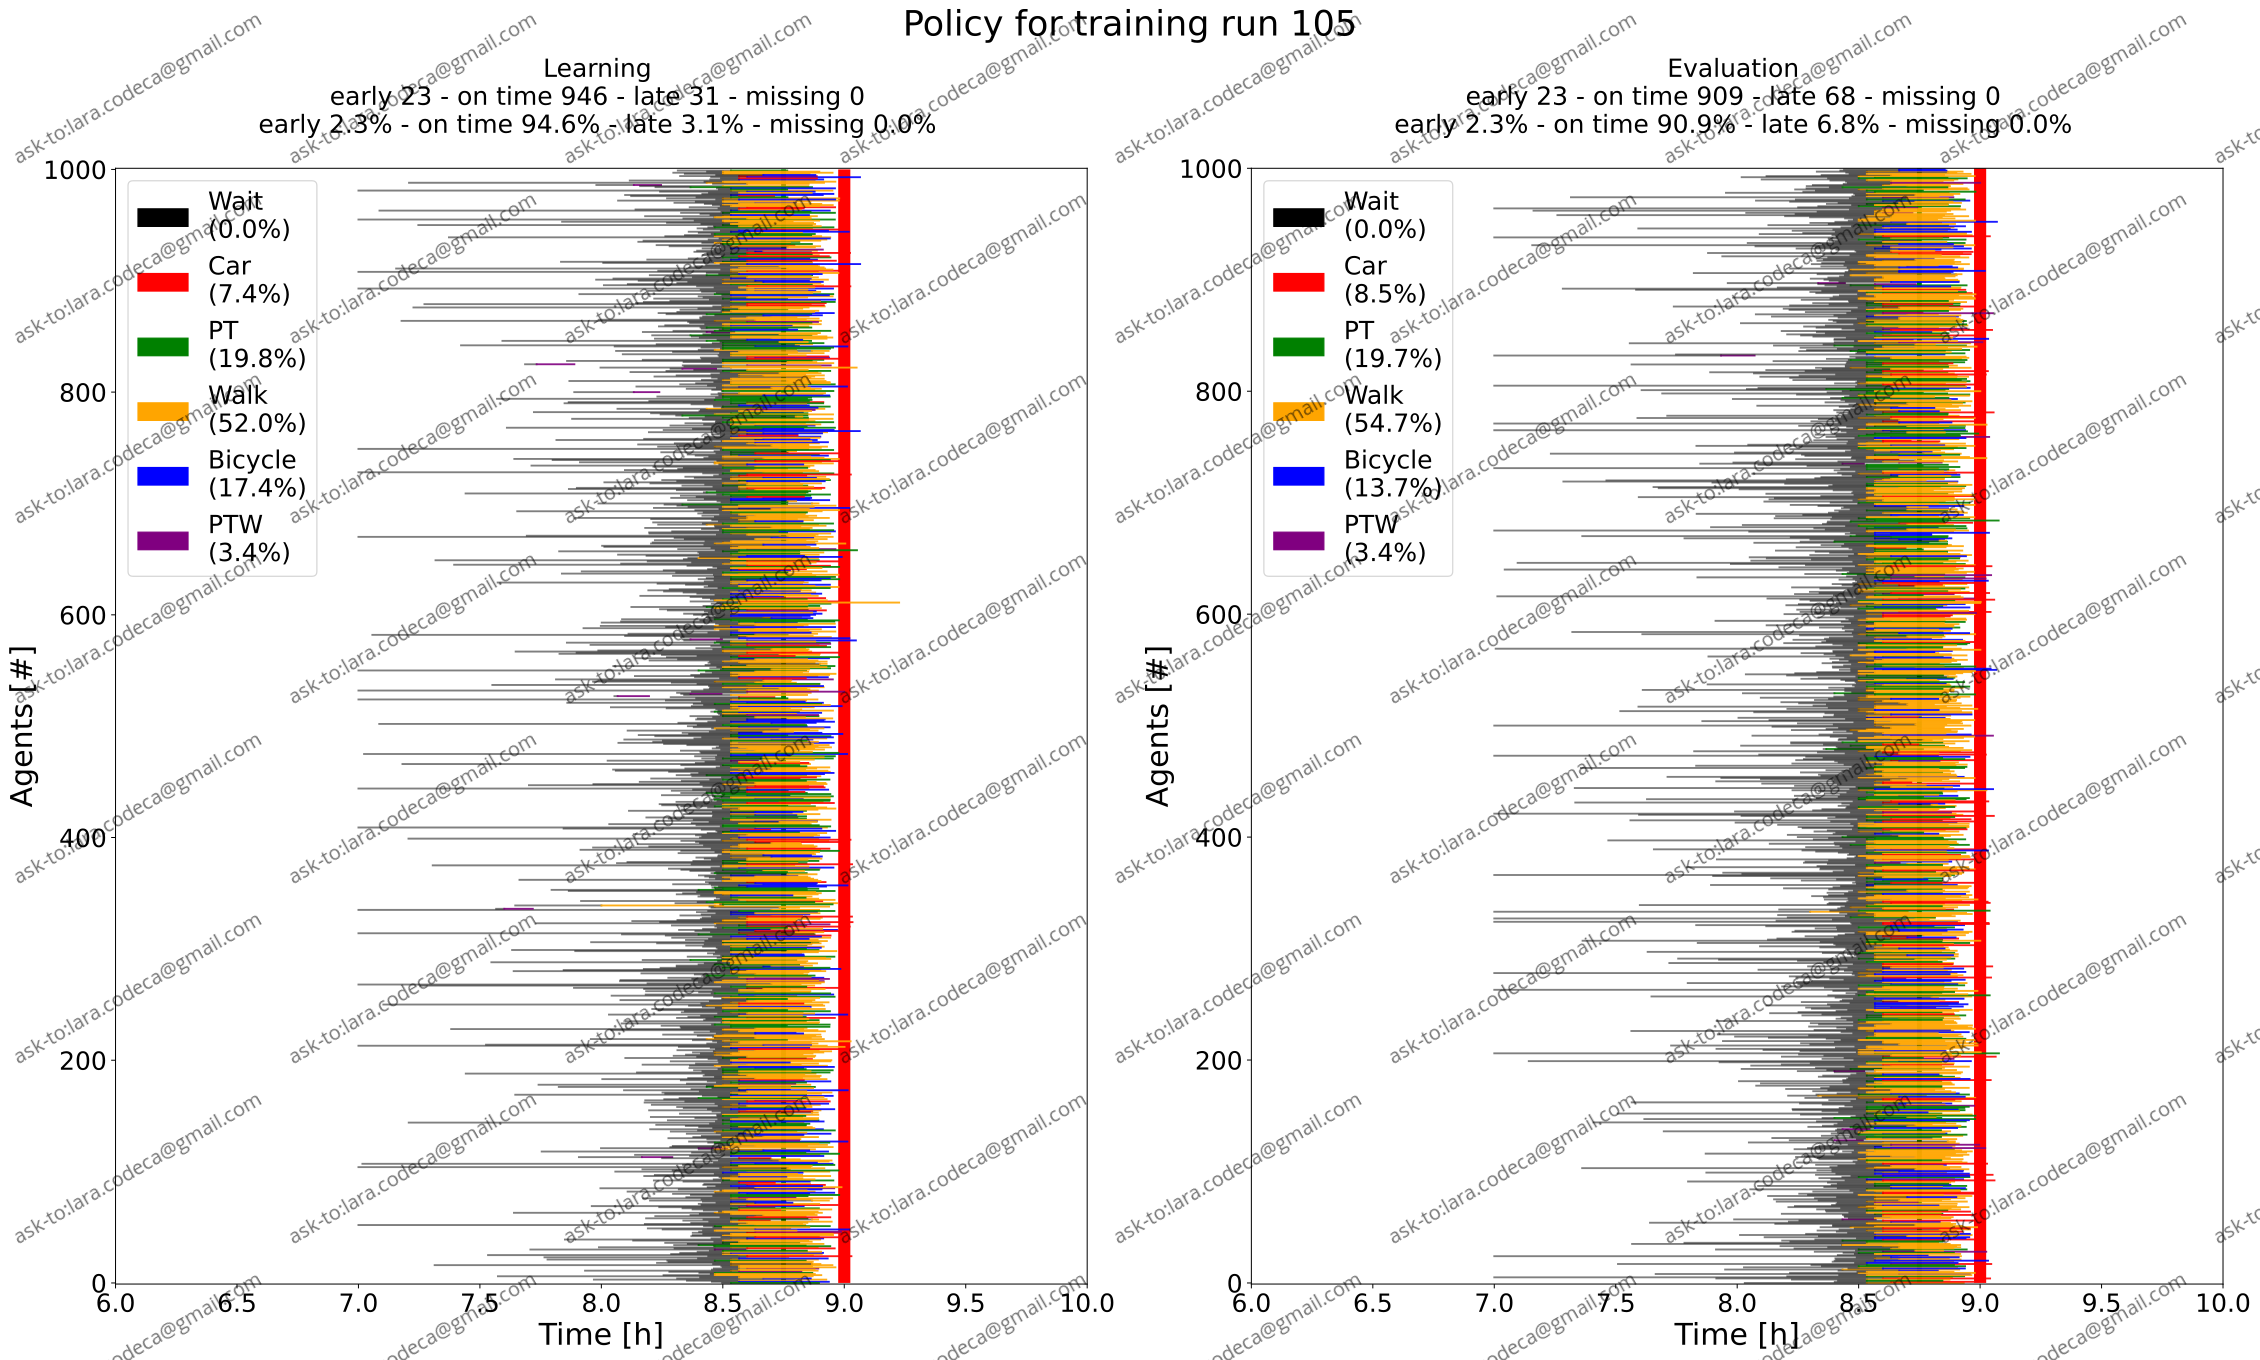 Policy for training run 105
Learning
early 23 - on time 946 - late 31 - missing 0
early 2.3% - on time 94.6% - late 3.1% - missing 0.0%
1000
800
600
400
200
0
Agents [#]
Wait
(0.0%)
Car
(7.4%)
PT
(19.8%)
Walk
(52.0%)
Bicycle
(17.4%)
PTW
(3.4%)
6.0 6.5 7.0 7.5 8.0 8.5 9.0 9.5 10.0
Time [h]
Evaluation
early 23 - on time 909 - late 68 - missing 0
early 2.3% - on time 90.9% - late 6.8% - missing 0.0%
1000
800
600
400
200
0
Agents [#]
Wait
(0.0%)
Car
(8.5%)
PT
(19.7%)
Walk
(54.7%)
Bicycle
(13.7%)
PTW
(3.4%)
6.0 6.5 7.0 7.5 8.0 8.5 9.0 9.5 10.0
Time [h]
ask-to:lara.codeca@gmail.com